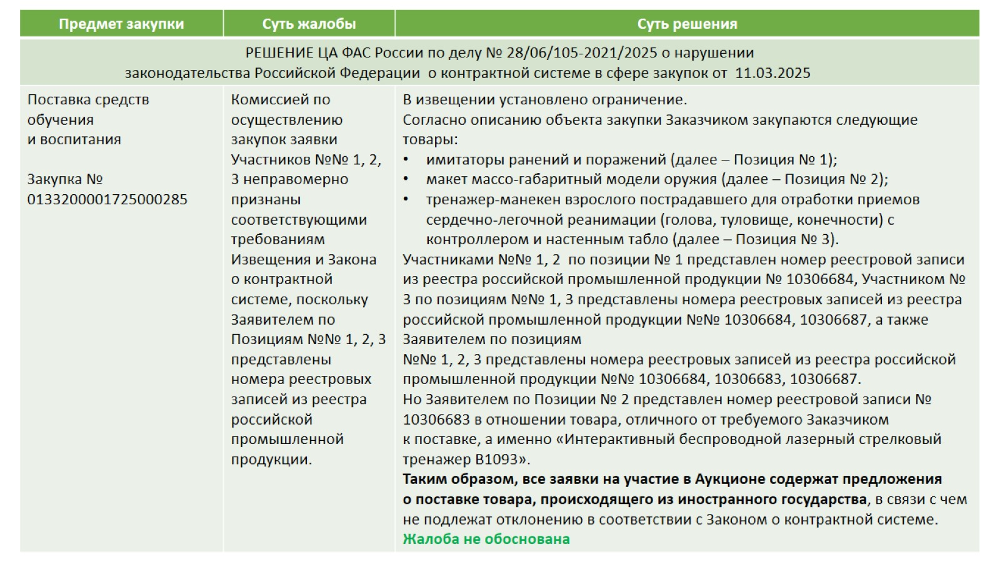 Предмет закупки
Суть жалобы
Суть решения
РЕШЕНИЕ ЦА ФАС России по делу № 28/06/105-2021/2025 о нарушении
законодательства Российской Федерации о контрактной системе в сфере закупок от 11.03.2025
Поставка средств
обучения
и воспитания
Закупка №
0133200001725000285
Комиссией по
осуществлению
закупок заявки
Участников №№ 1, 2,
3 неправомерно
признаны
соответствующими
требованиям
Извещения и Закона
о контрактной
системе, поскольку
Заявителем по
Позициям №№ 1, 2, 3
представлены
номера реестровых
записей из реестра
российской
промышленной
продукции.
В извещении установлено ограничение.
Согласно описанию объекта закупки Заказчиком закупаются следующие
товары:
• имитаторы ранений и поражений (далее – Позиция № 1);
• макет массо-габаритный модели оружия (далее – Позиция № 2);
• тренажер-манекен взрослого пострадавшего для отработки приемов
сердечно-легочной реанимации (голова, туловище, конечности) с
контроллером и настенным табло (далее – Позиция № 3).
Участниками №№ 1, 2 по позиции № 1 представлен номер реестровой записи
из реестра российской промышленной продукции № 10306684, Участником №
3 по позициям №№ 1, 3 представлены номера реестровых записей из реестра
российской промышленной продукции №№ 10306684, 10306687, а также
Заявителем по позициям
№№ 1, 2, 3 представлены номера реестровых записей из реестра российской
промышленной продукции №№ 10306684, 10306683, 10306687.
Но Заявителем по Позиции № 2 представлен номер реестровой записи №
10306683 в отношении товара, отличного от требуемого Заказчиком
к поставке, а именно «Интерактивный беспроводной лазерный стрелковый
тренажер В1093».
Таким образом, все заявки на участие в Аукционе содержат предложения
о поставке товара, происходящего из иностранного государства, в связи с чем
не подлежат отклонению в соответствии с Законом о контрактной системе.
Жалоба не обоснована